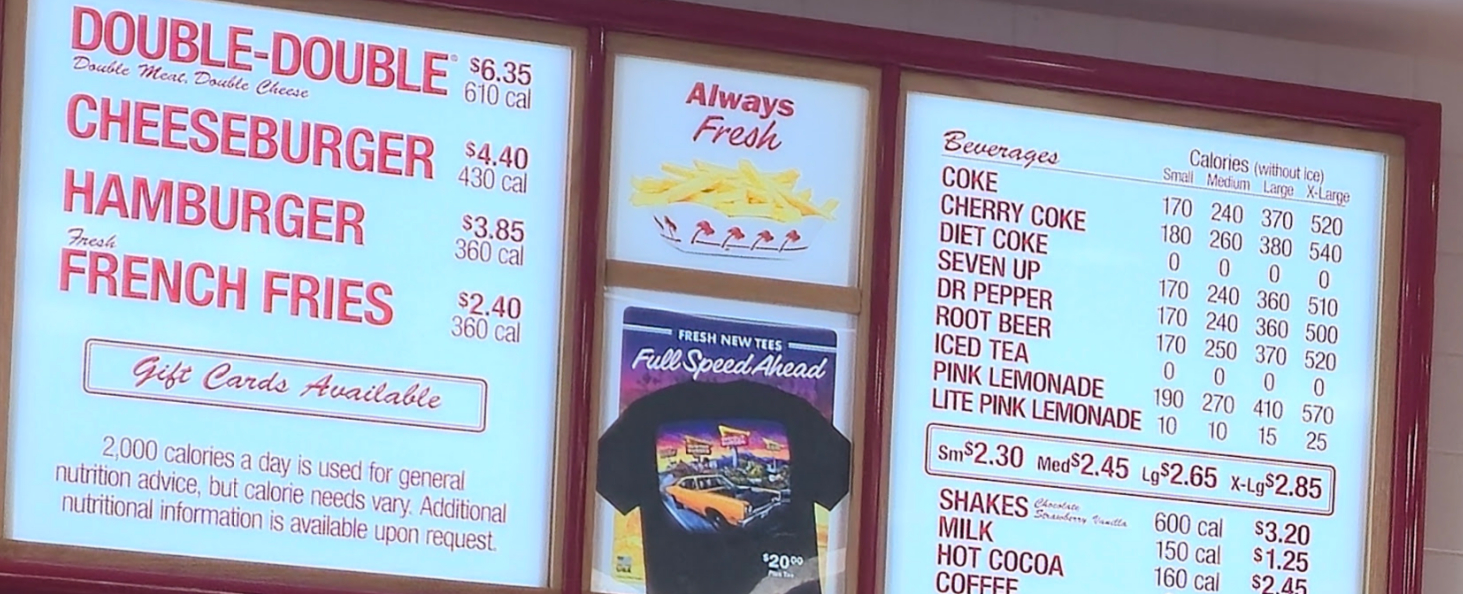 DOUBLE-DOUBLE® $6.35
Double Meat, Double Cheese 610 cal
CHEESEBURGER $4.40
430 cal
HAMBURGER $3.85
360 cal
Fresh
FRENCH FRIES $2.40
360 cal
Gift Cards Available
2,000 calories a day is used for general
nutrition advice, but calorie needs vary. Additional
nutritional information is available upon request.
Always
Fresh
FRESH NEW TEES
Full Speed Ahead
$20.00
Plus Tax
Beverages Calories (without ice)
Small Medium Large X-Large
COKE 170 240 370 520
CHERRY COKE 180 260 380 540
DIET COKE 0 0 0 0
SEVEN UP 170 240 360 510
DR PEPPER 170 240 360 500
ROOT BEER 170 250 370 520
ICED TEA 0 0 0 0
PINK LEMONADE 190 270 410 570
LITE PINK LEMONADE 10 10 15 25
Sm $2.30 Med $2.45 Lg $2.65 X-Lg $2.85
SHAKES Chocolate Strawberry Vanilla 600 cal $3.20
MILK 150 cal $1.25
HOT COCOA 160 cal $2.45
COFFEE